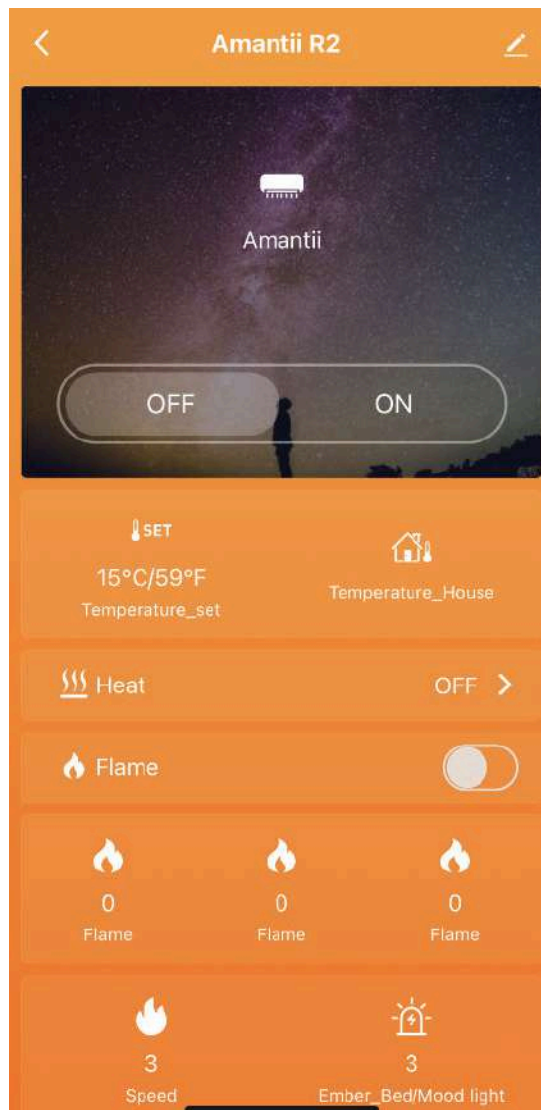 Amantii R2
Amantii
OFF ON
SET
15°C/59°F
Temperature_set
Temperature_House
Heat OFF
Flame
0 0 0
Flame Flame Flame
3 3
Speed Ember_Bed/Mood light